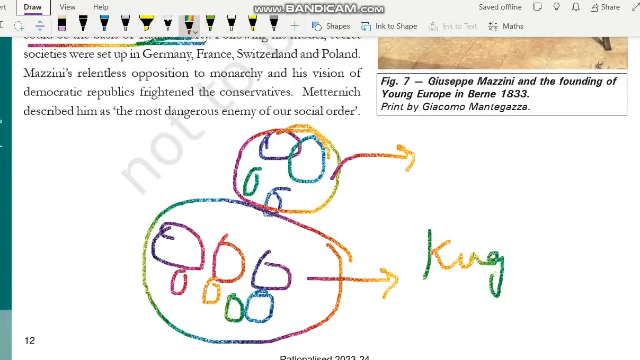 WWW.BANDICAM.COM
Saved offline
Draw
Shapes
Ink to Shape
Ink to Text
Maths
societies were set up in Germany, France, Switzerland and Poland.
Mazzini's relentless opposition to monarchy and his vision of
democratic republics frightened the conservatives. Metternich
described him as 'the most dangerous enemy of our social order'.
Fig. 7 — Giuseppe Mazzini and the founding of
Young Europe in Berne 1833.
Print by Giacomo Mantegazza.
not to
King
12
Rationalised 2023-24